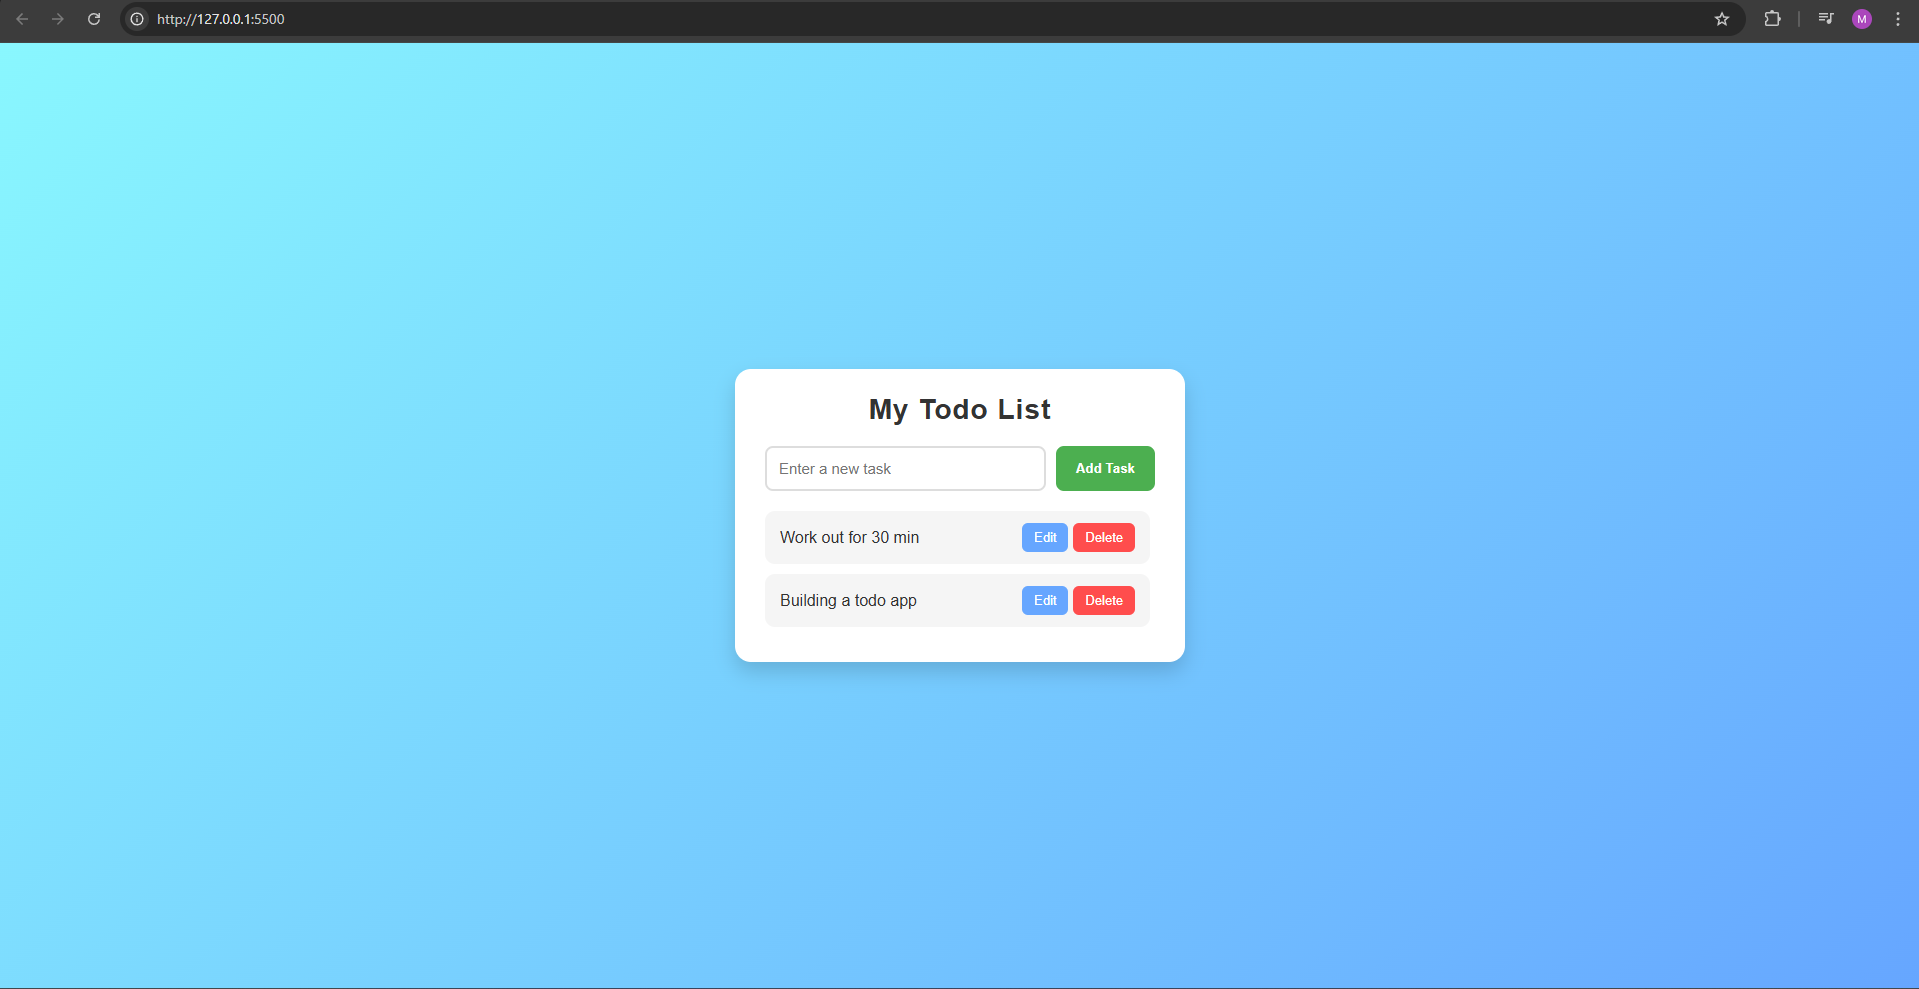 http://127.0.0.1:5500
M
My Todo List
Enter a new task
Add Task
Work out for 30 min
Edit
Delete
Building a todo app
Edit
Delete